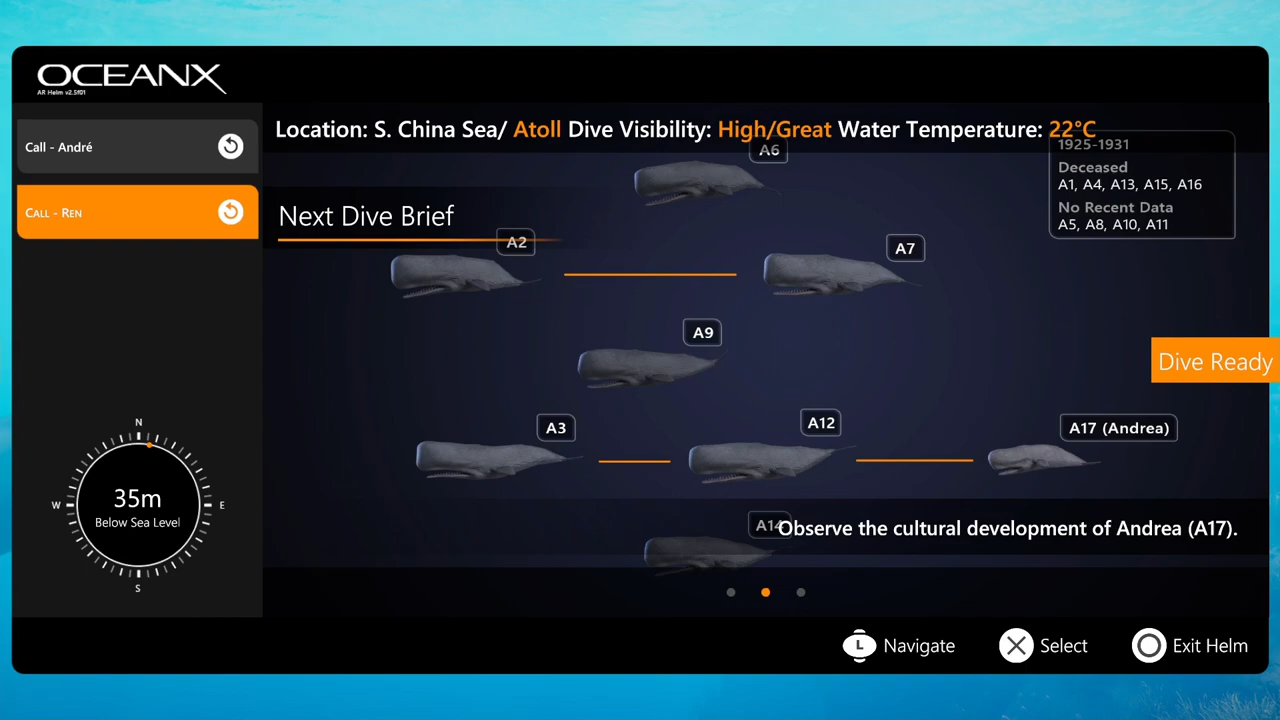 OCEANX
AR Helm v2.5f01
Call - André
CALL - REN
Location: S. China Sea/ Atoll Dive Visibility: High/Great Water Temperature: 22°C
1925-1931
Deceased
A1, A4, A13, A15, A16
No Recent Data
A5, A8, A10, A11
A6
Next Dive Brief
A2
A7
A9
Dive Ready
A3
A12
A17 (Andrea)
N
W
E
S
35m
Below Sea Level
A14
Observe the cultural development of Andrea (A17).
L Navigate
Select
Exit Helm